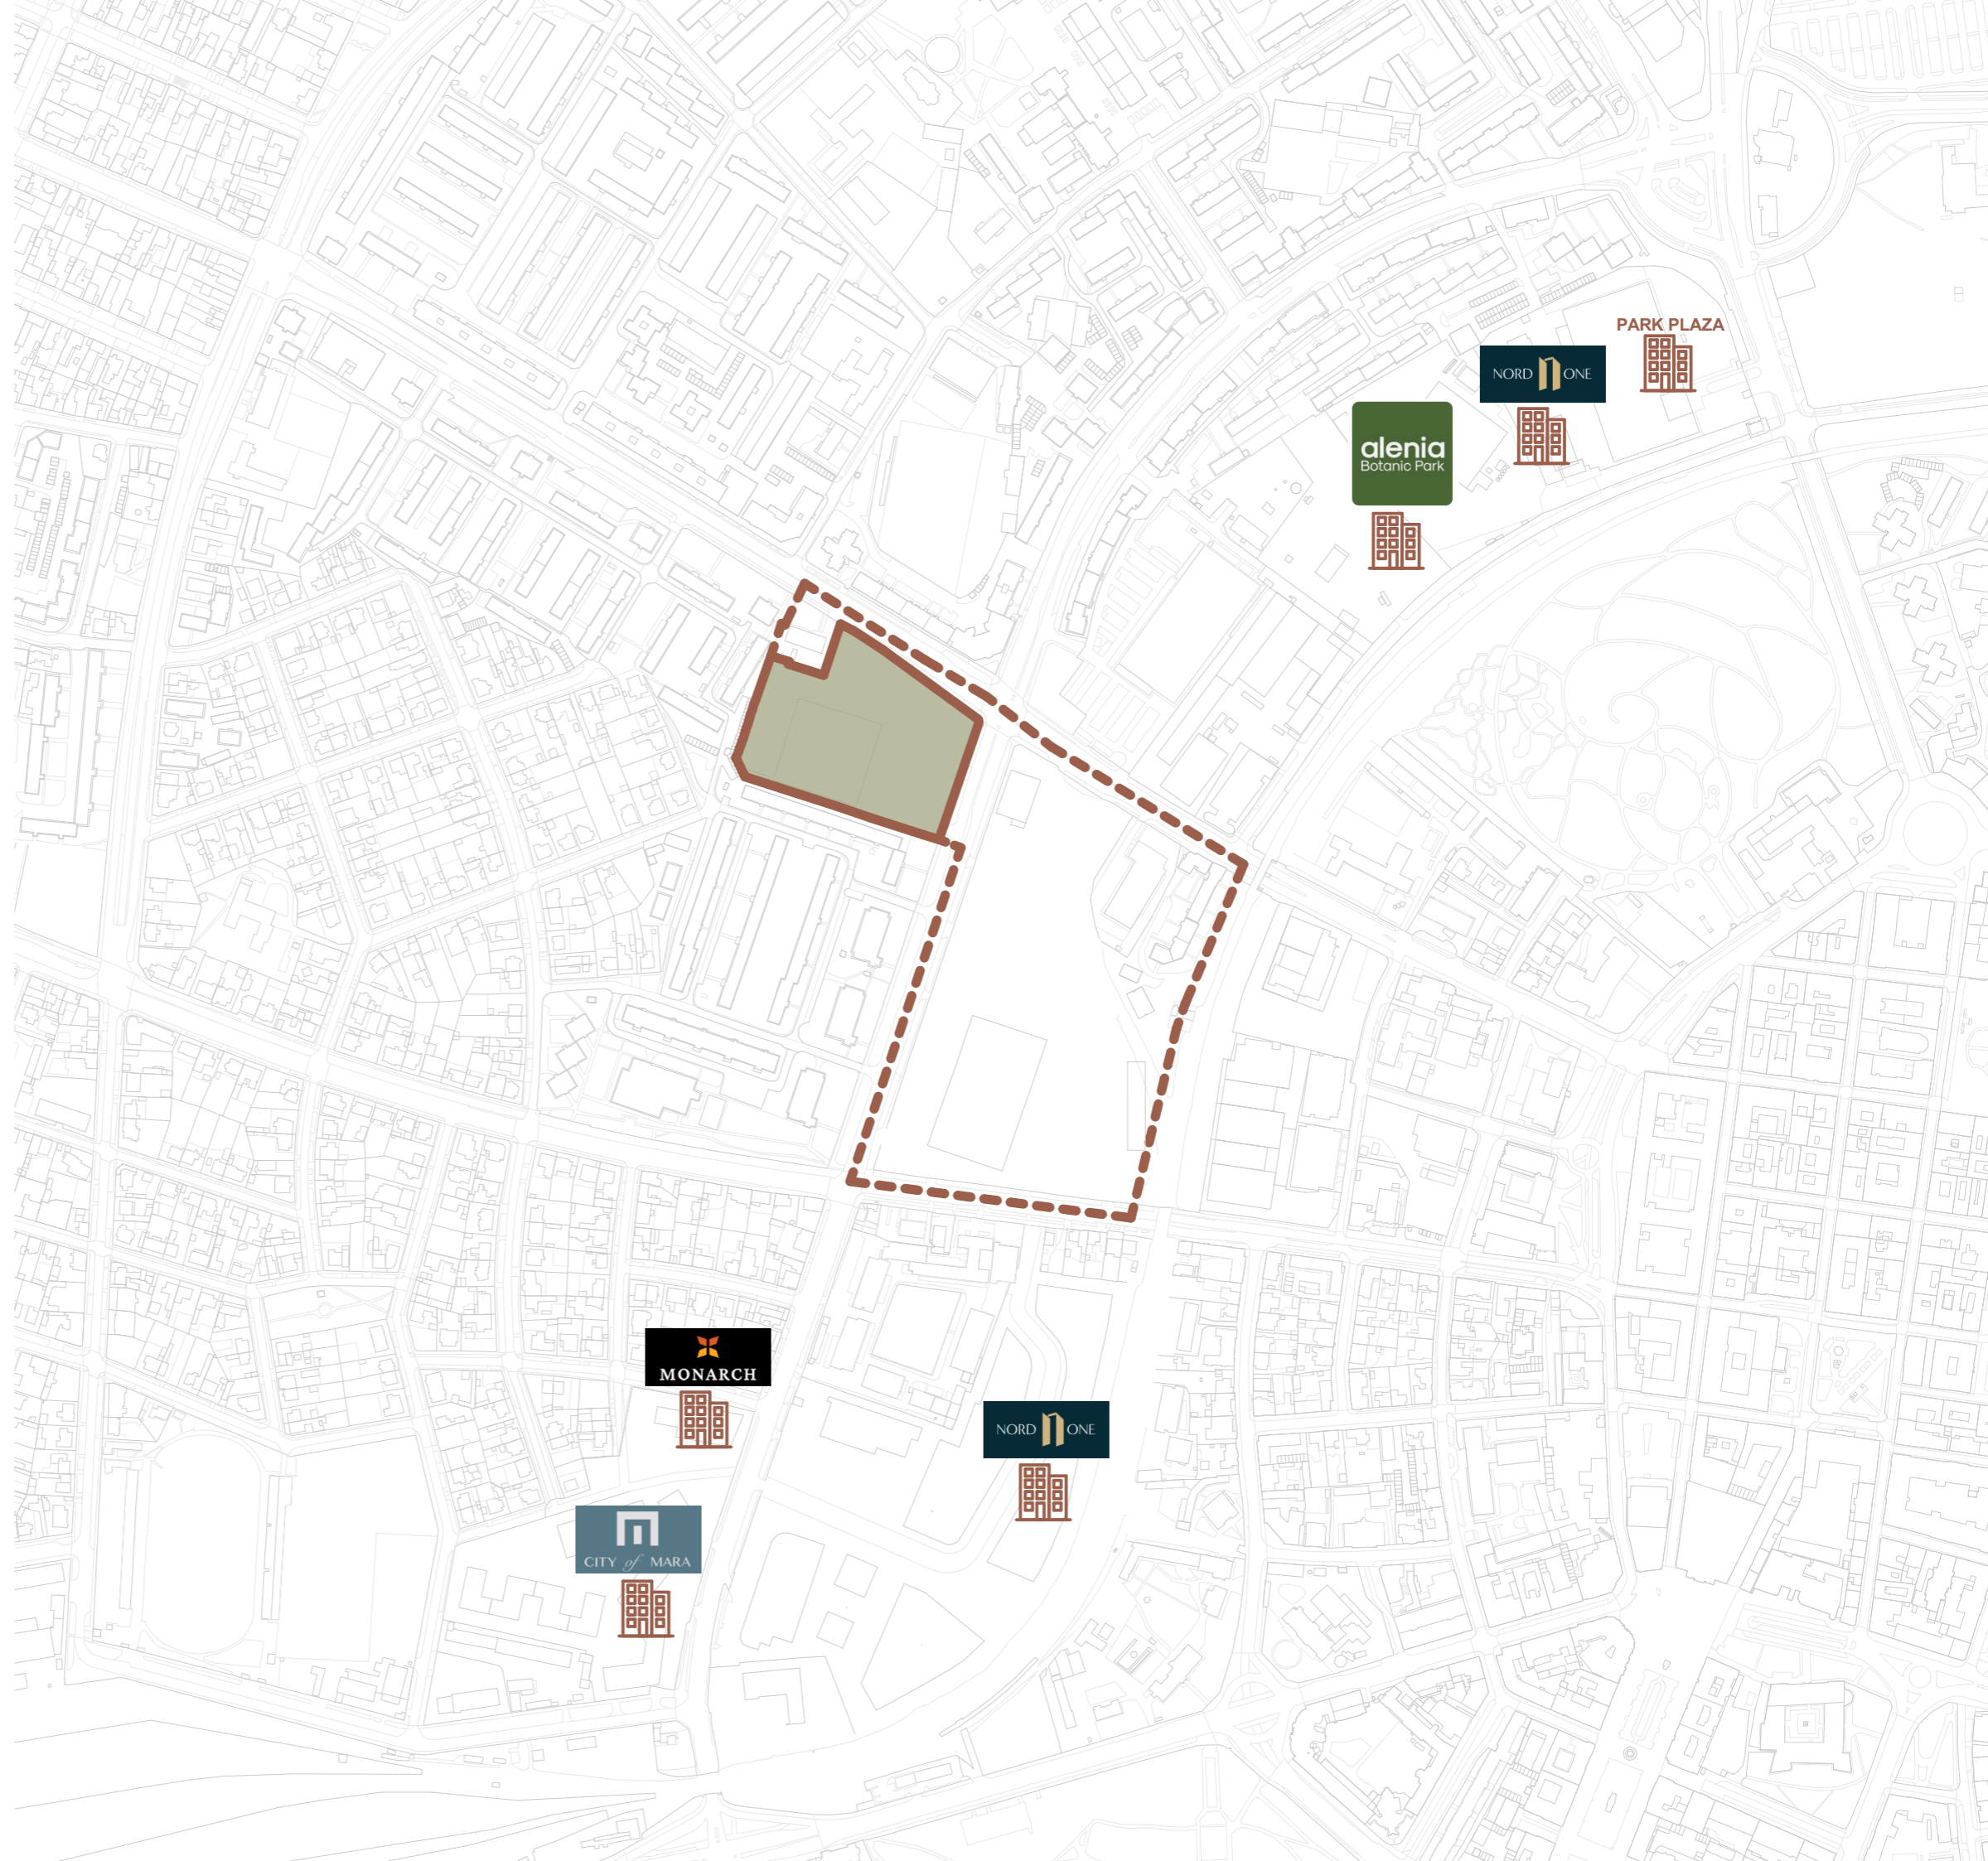 PARK PLAZA
NORD ONE
alenia
Botanic Park
MONARCH
NORD ONE
CITY of MARA